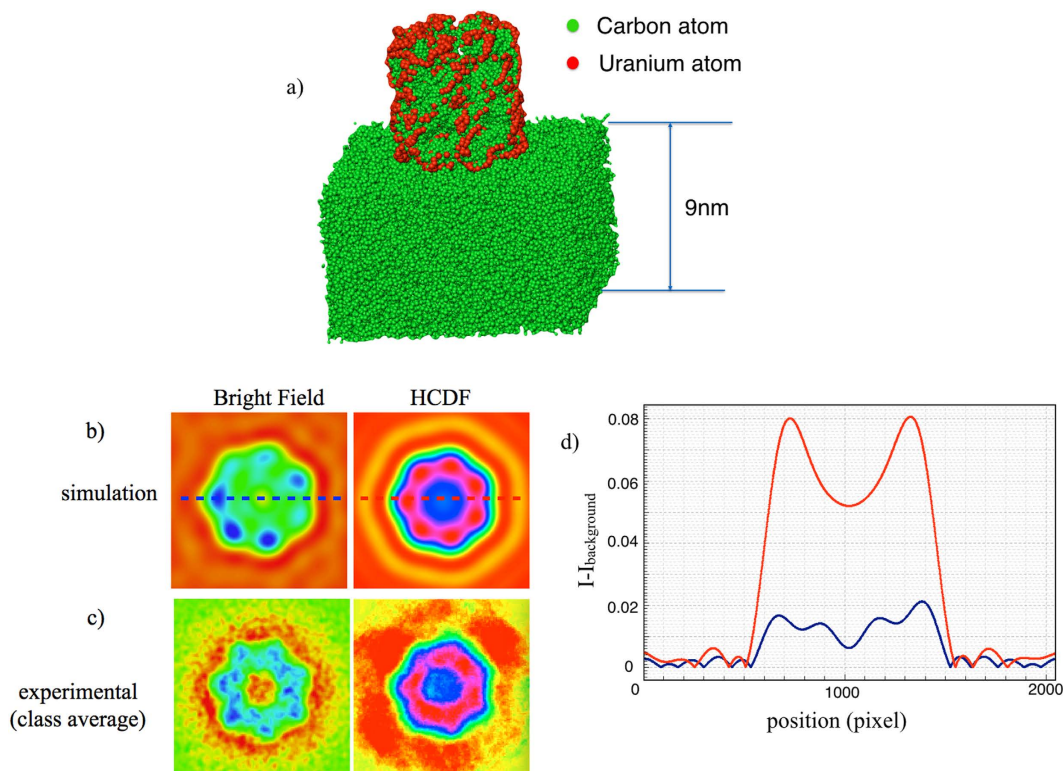 Carbon atom
Uranium atom
a)
9nm
Bright Field
HCDF
b)
simulation
c)
experimental
(class average)
d)
0.08
0.06
0.04
0.02
0
I-Ibackground
0
1000
2000
position (pixel)